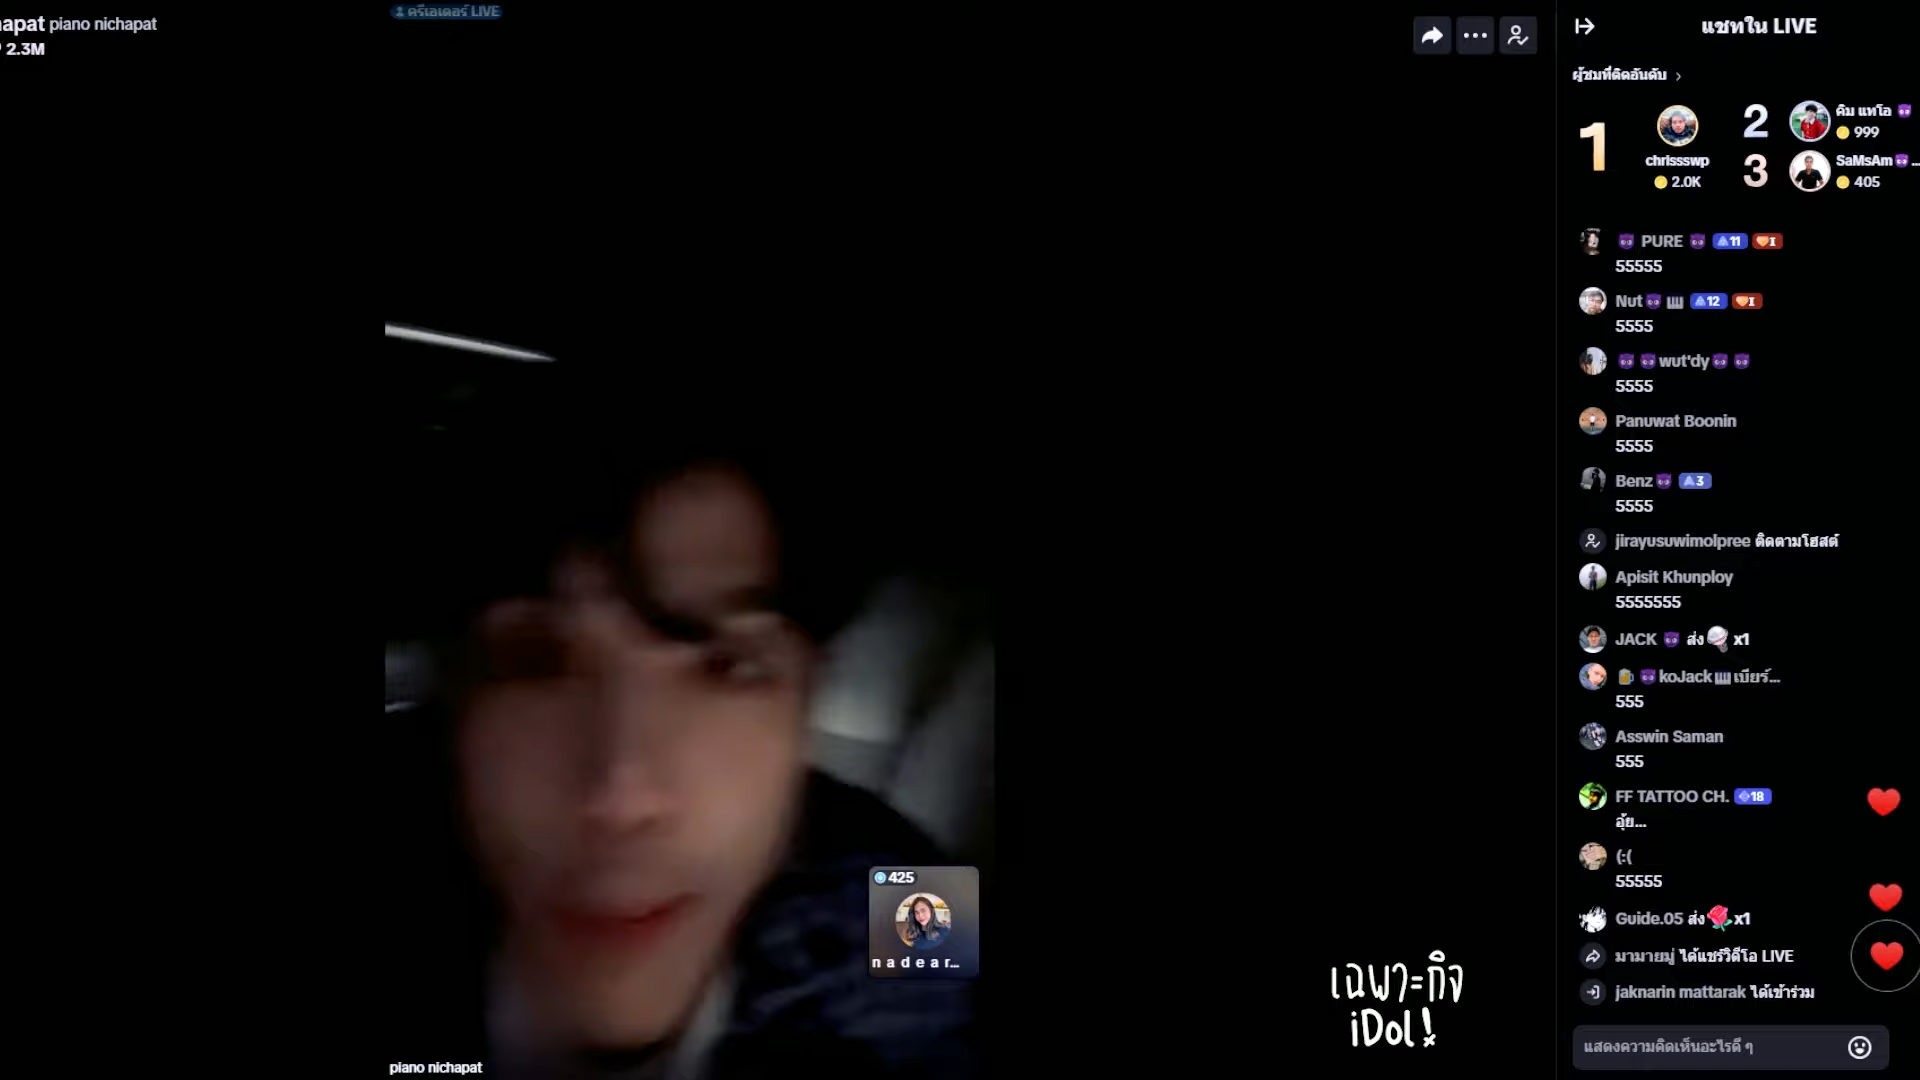 apat piano nichapat
2.3M
ครีเอเตอร์ LIVE
425
n a d e a r...
piano nichapat
เฉพาะกิจ
iDol!
แชทใน LIVE
ผู้ชมที่ติดอันดับ >
1
chrissswp
2.0K
2
คิม แทโอ
999
3
SaMsAm...
405
PURE 11 I
55555
Nut 12 I
5555
wut'dy
5555
Panuwat Boonin
5555
Benz 3
5555
jirayusuwimolpree ติดตามโฮสต์
Apisit Khunploy
5555555
JACK ส่ง x1
koJack เบียร์...
555
Asswin Saman
555
FF TATTOO CH. 18
อุ้ย...
(:(
55555
Guide.05 ส่ง x1
มามายมู่ ได้แชร์วิดีโอ LIVE
jaknarin mattarak ได้เข้าร่วม
แสดงความคิดเห็นอะไรดี ๆ